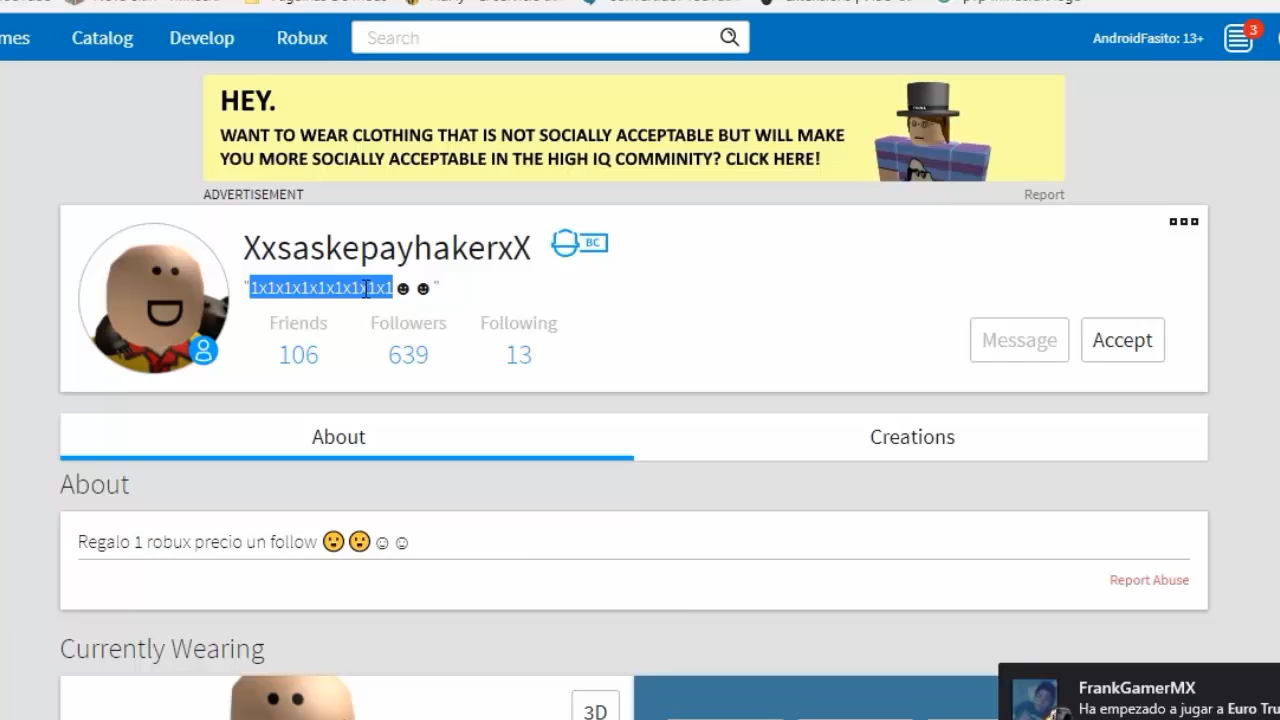 mes Catalog Develop Robux Search AndroidFasito: 13+ 3
HEY.
WANT TO WEAR CLOTHING THAT IS NOT SOCIALLY ACCEPTABLE BUT WILL MAKE
YOU MORE SOCIALLY ACCEPTABLE IN THE HIGH IQ COMMINITY? CLICK HERE!
ADVERTISEMENT Report
XxsaskepayhakerxX BC
"1x1x1x1x1x1x1x1x1☻☻"
Friends Followers Following
106 639 13
Message Accept
About Creations
About
Regalo 1 robux precio un follow 😮😮☺☺
Report Abuse
Currently Wearing
3D
FrankGamerMX
Ha empezado a jugar a Euro Tru